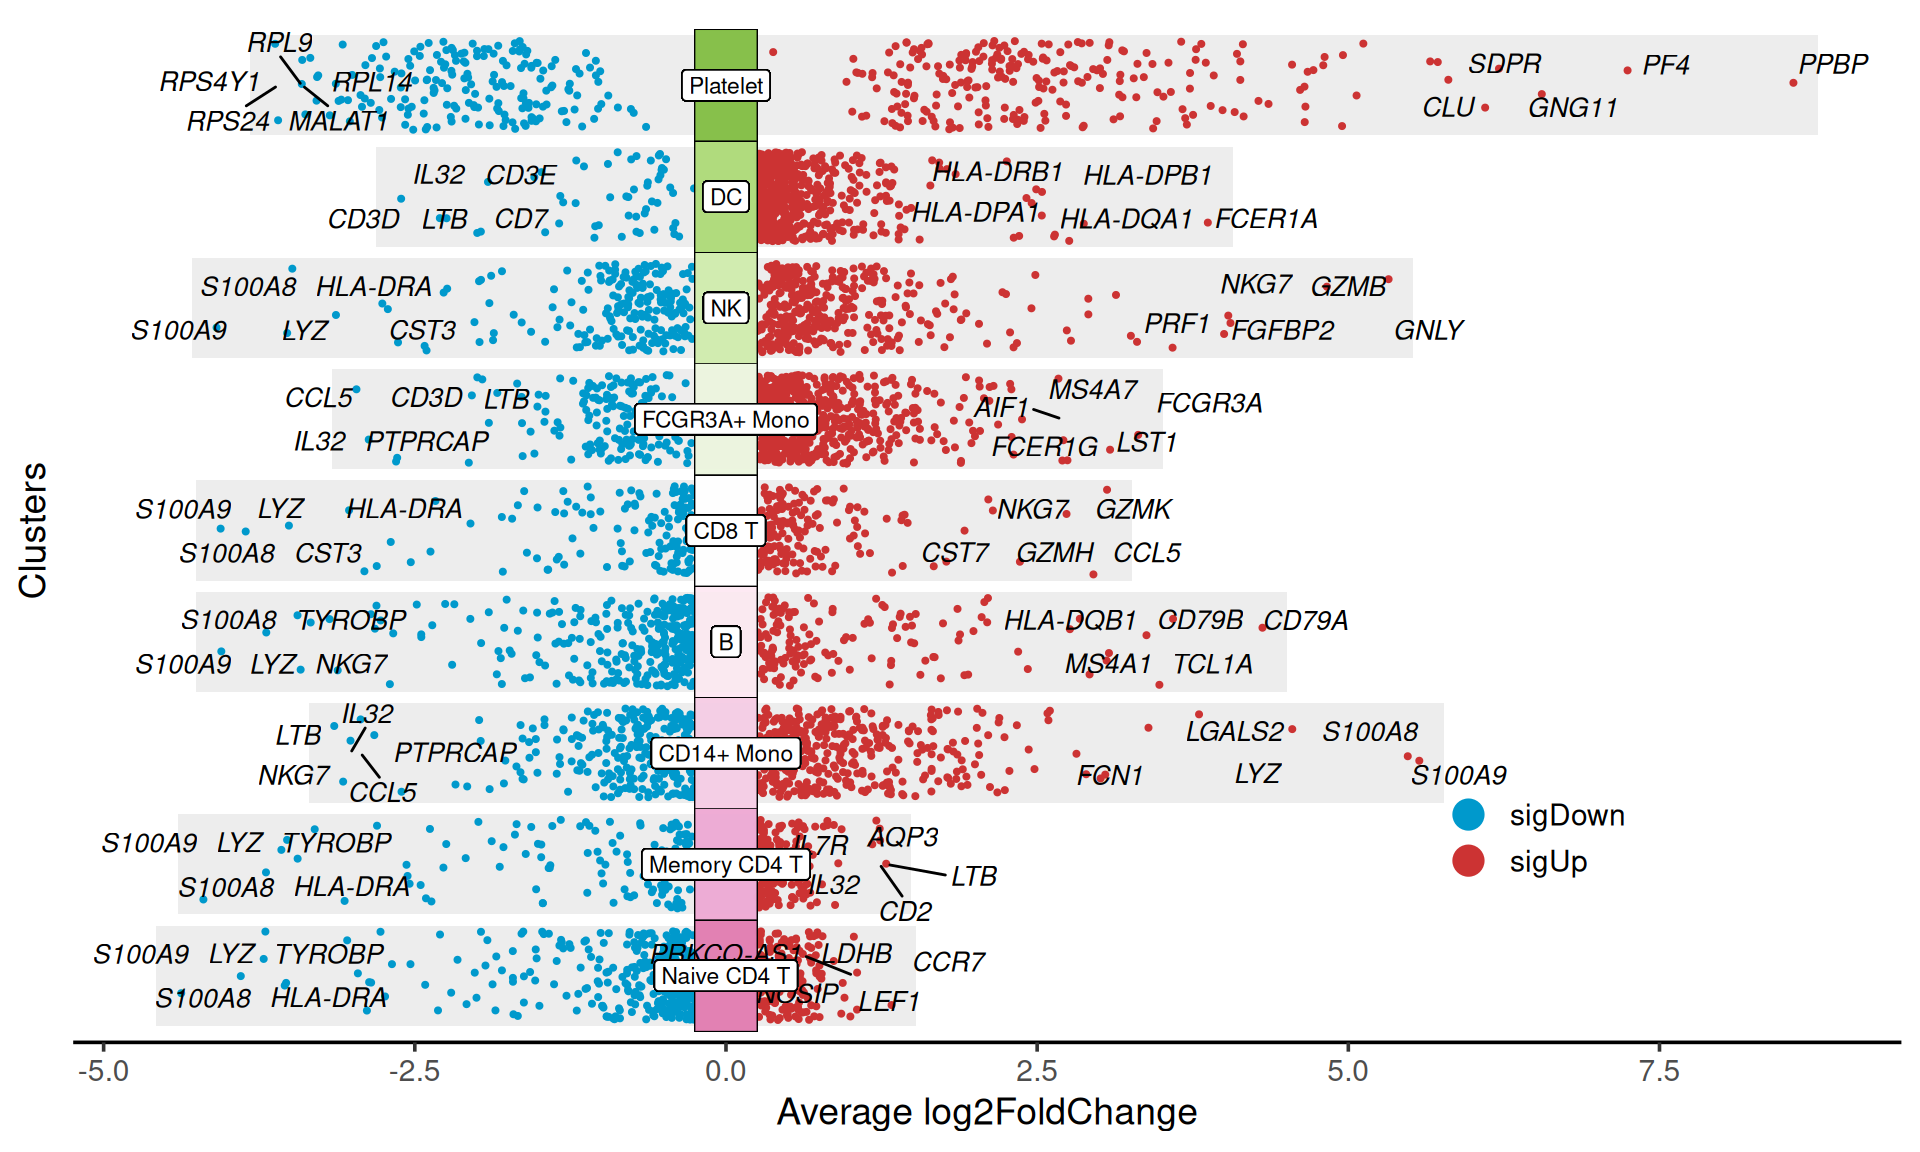 RPL9
RPS4Y1 RPL14 Platelet SDPR PF4 PPBP
RPS24 MALAT1 CLU GNG11
IL32 CD3E DC HLA-DRB1 HLA-DPB1
CD3D LTB CD7 HLA-DPA1 HLA-DQA1 FCER1A
S100A8 HLA-DRA NK NKG7 GZMB
S100A9 LYZ CST3 PRF1 FGFBP2 GNLY
CCL5 CD3D LTB FCGR3A+ Mono AIF1 MS4A7 FCGR3A
IL32 PTPRCAP FCER1G LST1
S100A9 LYZ HLA-DRA CD8 T NKG7 GZMK
S100A8 CST3 CST7 GZMH CCL5
S100A8 TYROBP B HLA-DQB1 CD79B CD79A
S100A9 LYZ NKG7 MS4A1 TCL1A
IL32
LTB PTPRCAP CD14+ Mono LGALS2 S100A8
NKG7 CCL5 FCN1 LYZ S100A9
S100A9 LYZ TYROBP Memory CD4 T IL7R AQP3
S100A8 HLA-DRA IL32 LTB
CD2
S100A9 LYZ TYROBP PRKCQ-AS1 LDHB CCR7
Naive CD4 T
S100A8 HLA-DRA NOSIP LEF1
Clusters
sigDown
sigUp
-5.0 -2.5 0.0 2.5 5.0 7.5
Average log2FoldChange